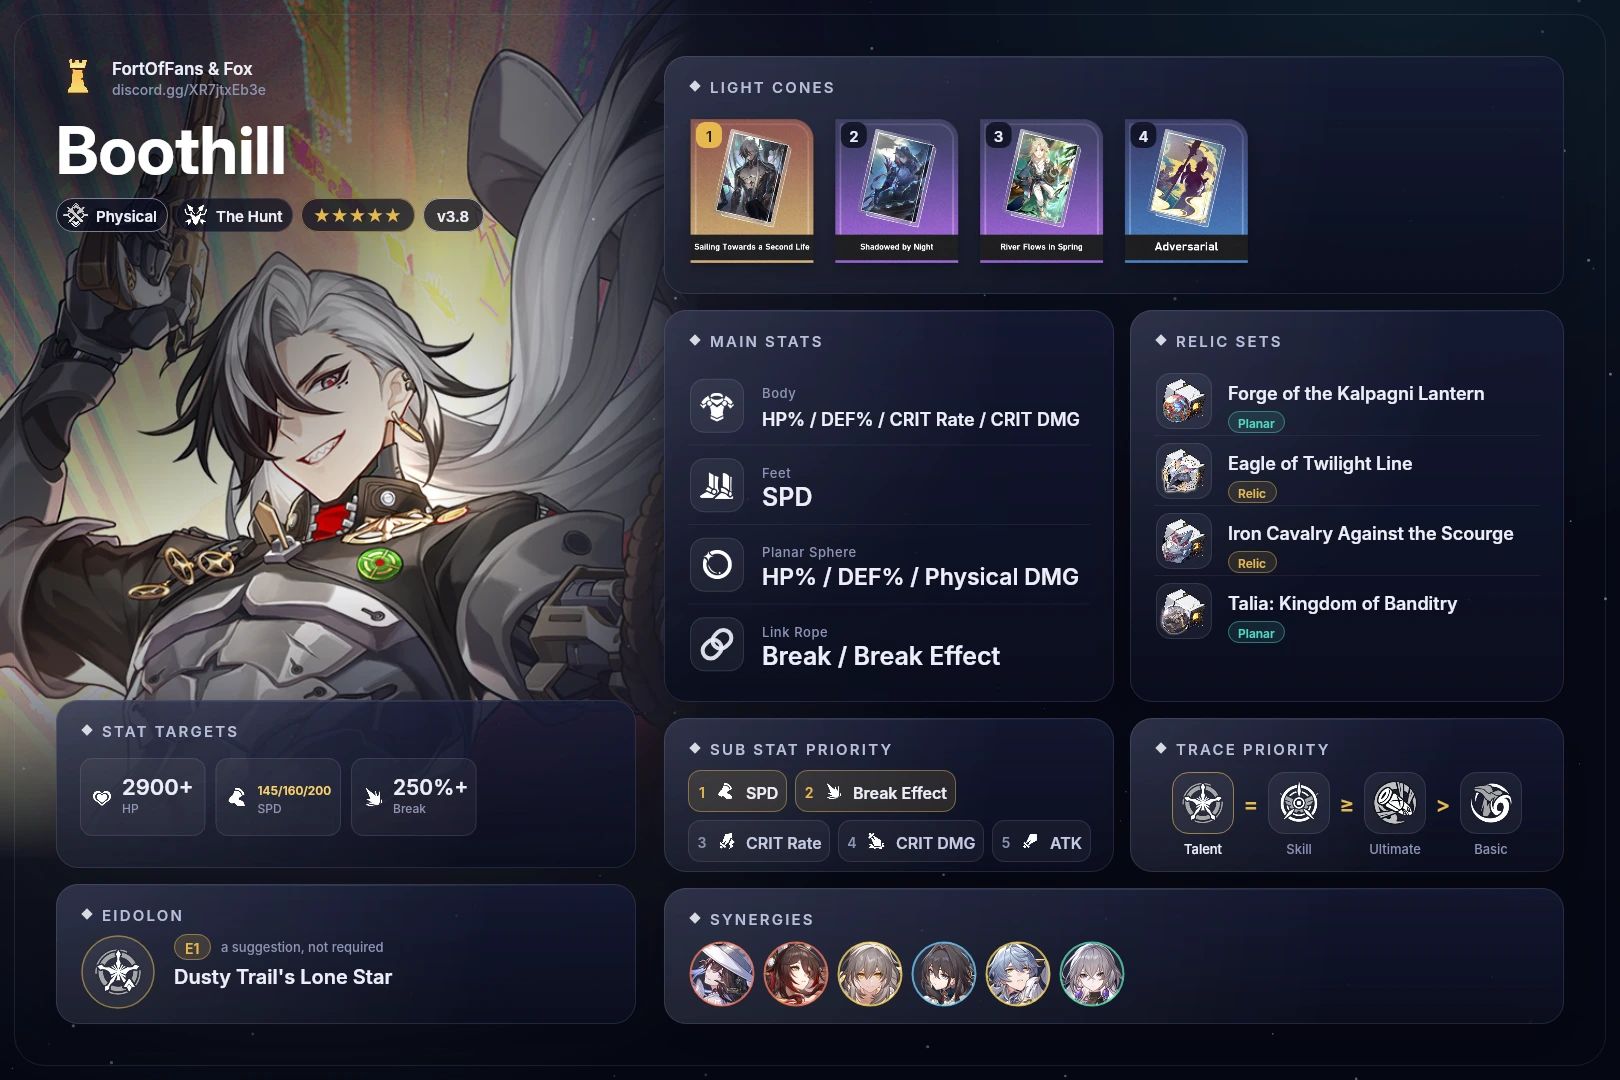 FortOfFans & Fox
discord.gg/XR7jtxEb3e
Boothill
Physical
The Hunt
★★★★★
v3.8
LIGHT CONES
1
Sailing Towards a Second Life
2
Shadowed by Night
3
River Flows in Spring
4
Adversarial
MAIN STATS
Body
HP% / DEF% / CRIT Rate / CRIT DMG
Feet
SPD
Planar Sphere
HP% / DEF% / Physical DMG
Link Rope
Break / Break Effect
RELIC SETS
Forge of the Kalpagni Lantern
Planar
Eagle of Twilight Line
Relic
Iron Cavalry Against the Scourge
Relic
Talia: Kingdom of Banditry
Planar
STAT TARGETS
2900+
HP
145/160/200
SPD
250%+
Break
SUB STAT PRIORITY
1 SPD
2 Break Effect
3 CRIT Rate
4 CRIT DMG
5 ATK
TRACE PRIORITY
= ≥ >
Talent
Skill
Ultimate
Basic
EIDOLON
E1 a suggestion, not required
Dusty Trail's Lone Star
SYNERGIES